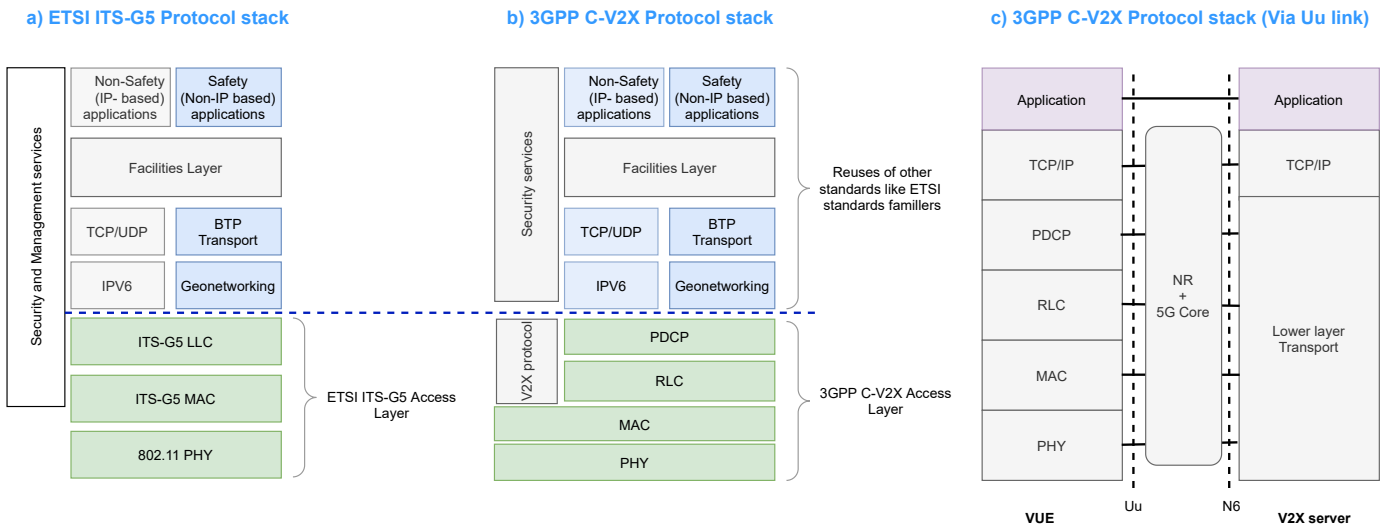 a) ETSI ITS-G5 Protocol stack
Security and Management services
Non-Safety
(IP- based)
applications
Safety
(Non-IP based)
applications
Facilities Layer
TCP/UDP
BTP
Transport
IPV6
Geonetworking
ITS-G5 LLC
ITS-G5 MAC
802.11 PHY
ETSI ITS-G5 Access
Layer
b) 3GPP C-V2X Protocol stack
Security services
Non-Safety
(IP- based)
applications
Safety
(Non-IP based)
applications
Facilities Layer
TCP/UDP
BTP
Transport
IPV6
Geonetworking
Reuses of other
standards like ETSI
standards famillers
V2X protocol
PDCP
RLC
MAC
PHY
3GPP C-V2X Access
Layer
c) 3GPP C-V2X Protocol stack (Via Uu link)
Application
TCP/IP
PDCP
RLC
MAC
PHY
VUE
Uu
NR
+
5G Core
N6
Application
TCP/IP
Lower layer
Transport
V2X server